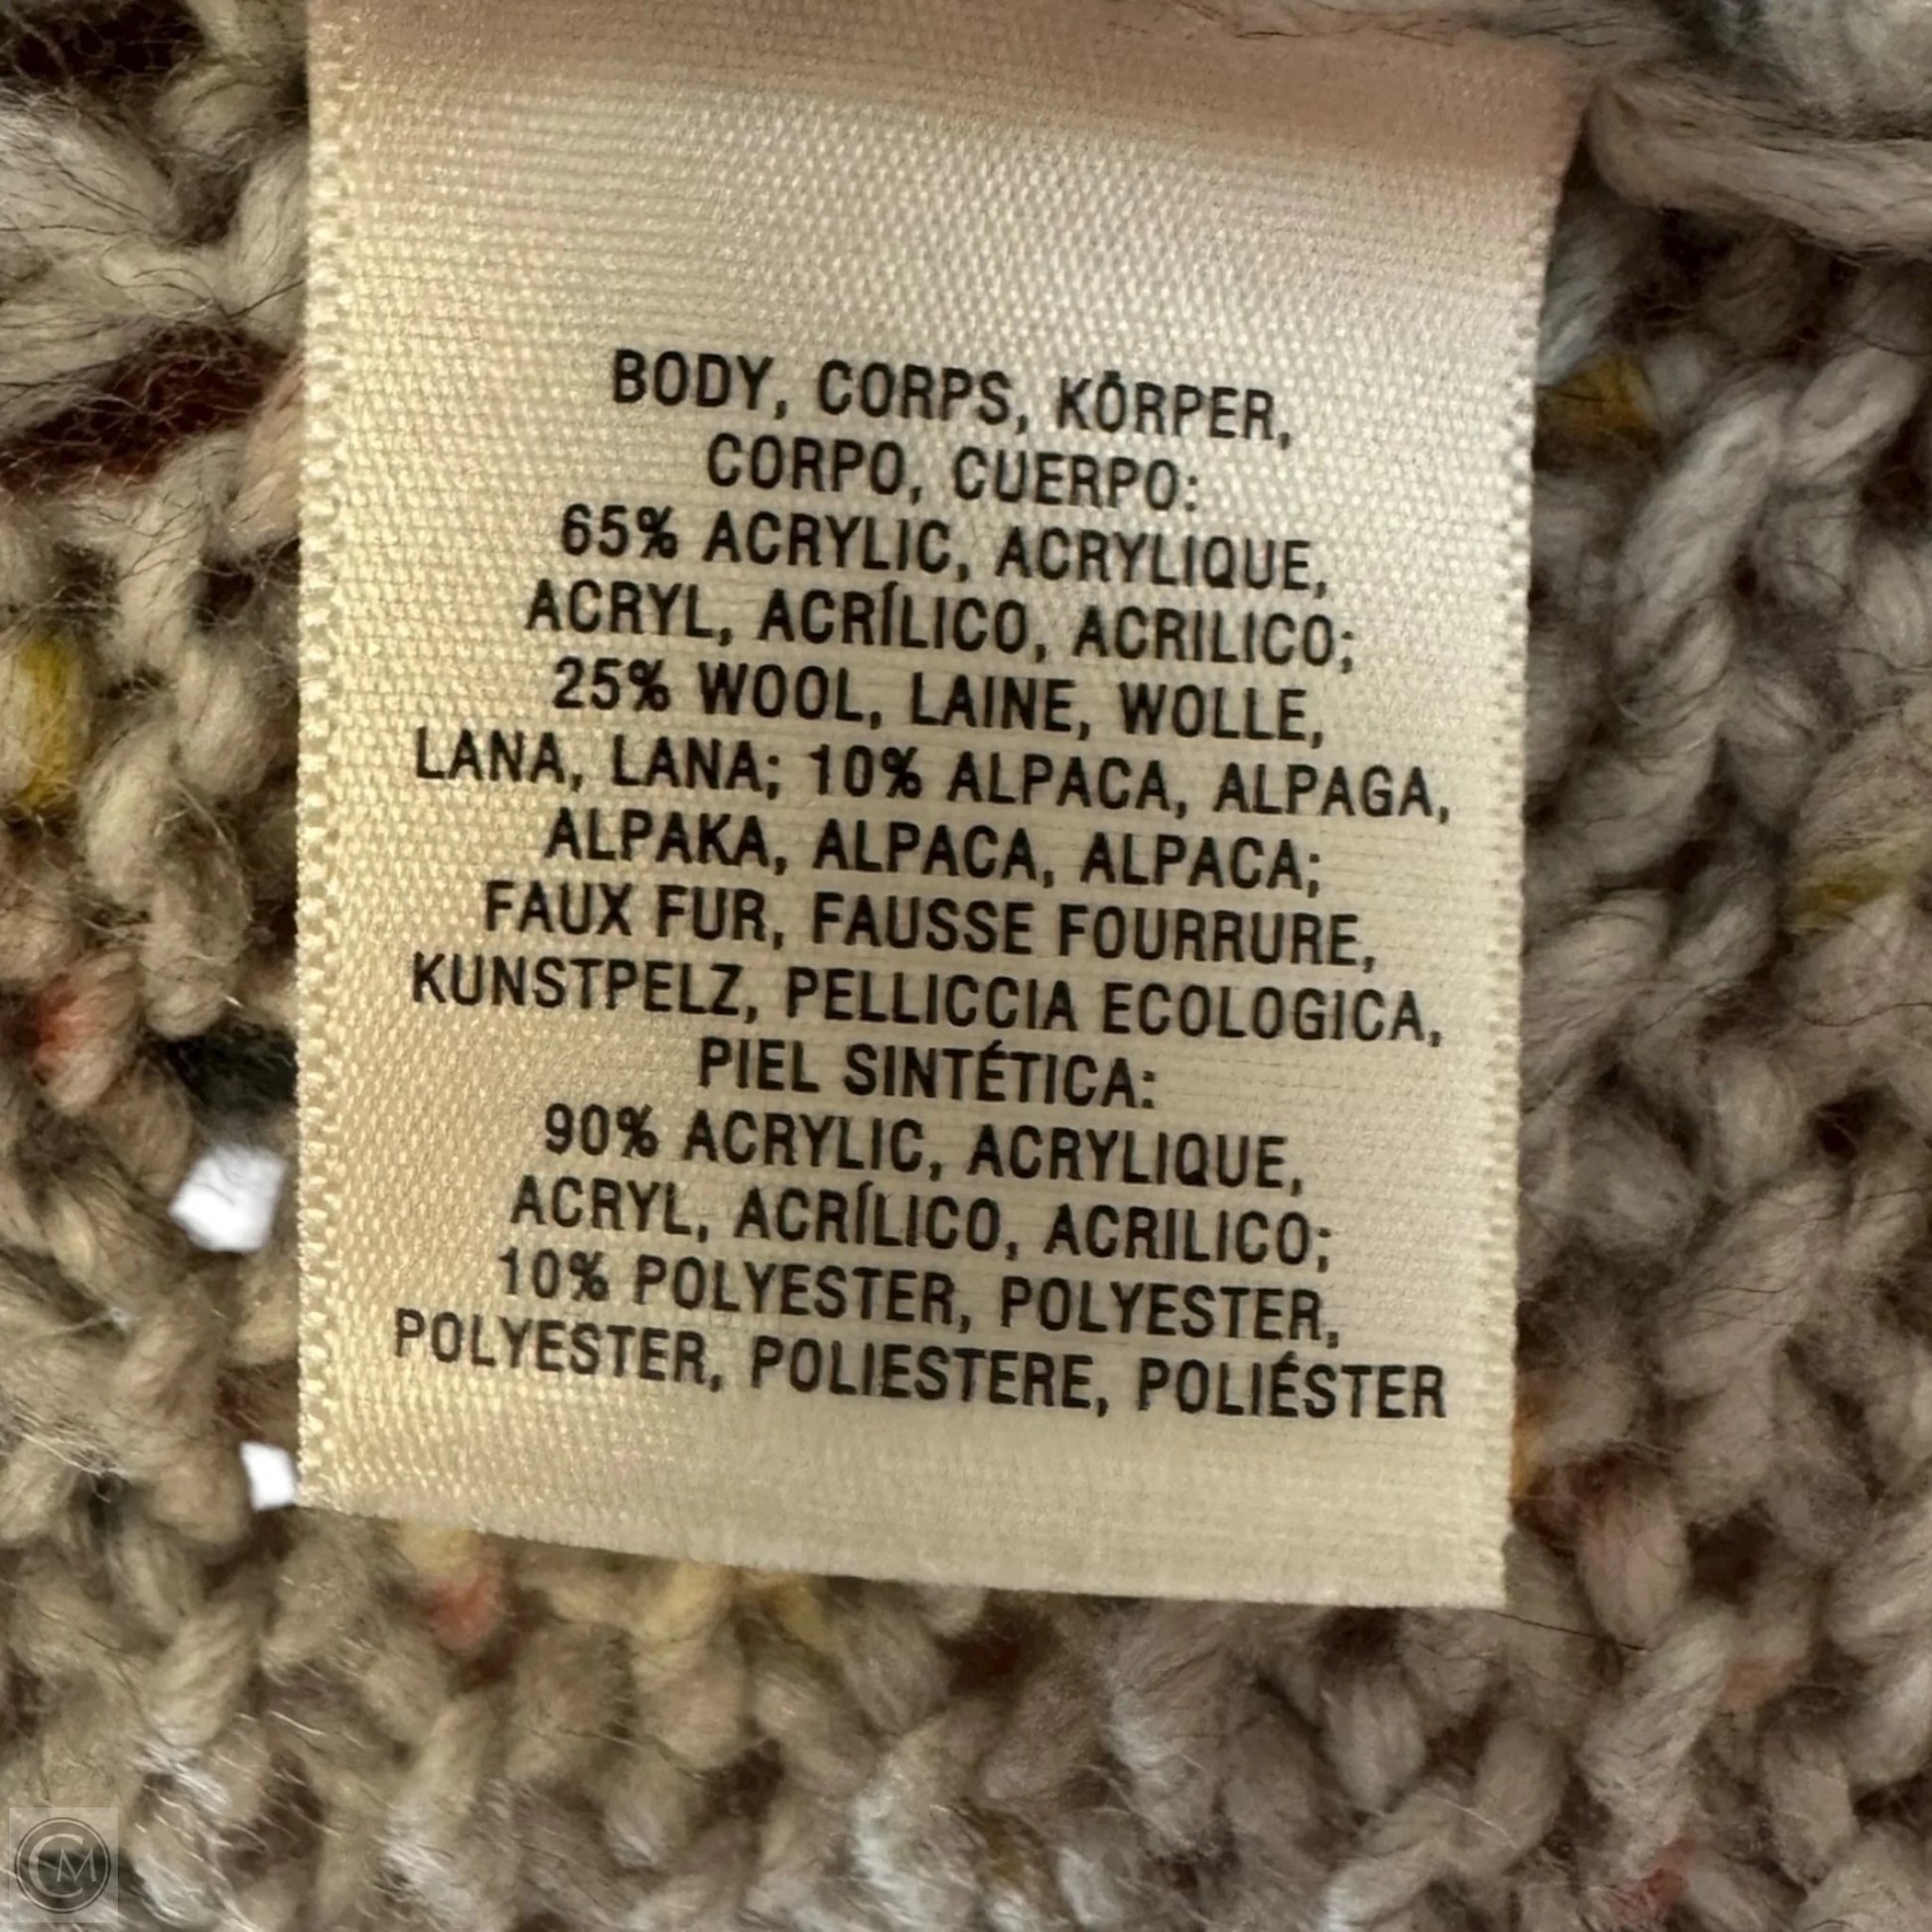 BODY, CORPS, KÖRPER,
CORPO, CUERPO:
65% ACRYLIC, ACRYLIQUE,
ACRYL, ACRÍLICO, ACRILICO;
25% WOOL, LAINE, WOLLE,
LANA, LANA; 10% ALPACA, ALPAGA,
ALPAKA, ALPACA, ALPACA;
FAUX FUR, FAUSSE FOURRURE,
KUNSTPELZ, PELLICCIA ECOLOGICA,
PIEL SINTÉTICA:
90% ACRYLIC, ACRYLIQUE,
ACRYL, ACRÍLICO, ACRILICO;
10% POLYESTER, POLYESTER,
POLYESTER, POLIESTERE, POLIÉSTER
CM